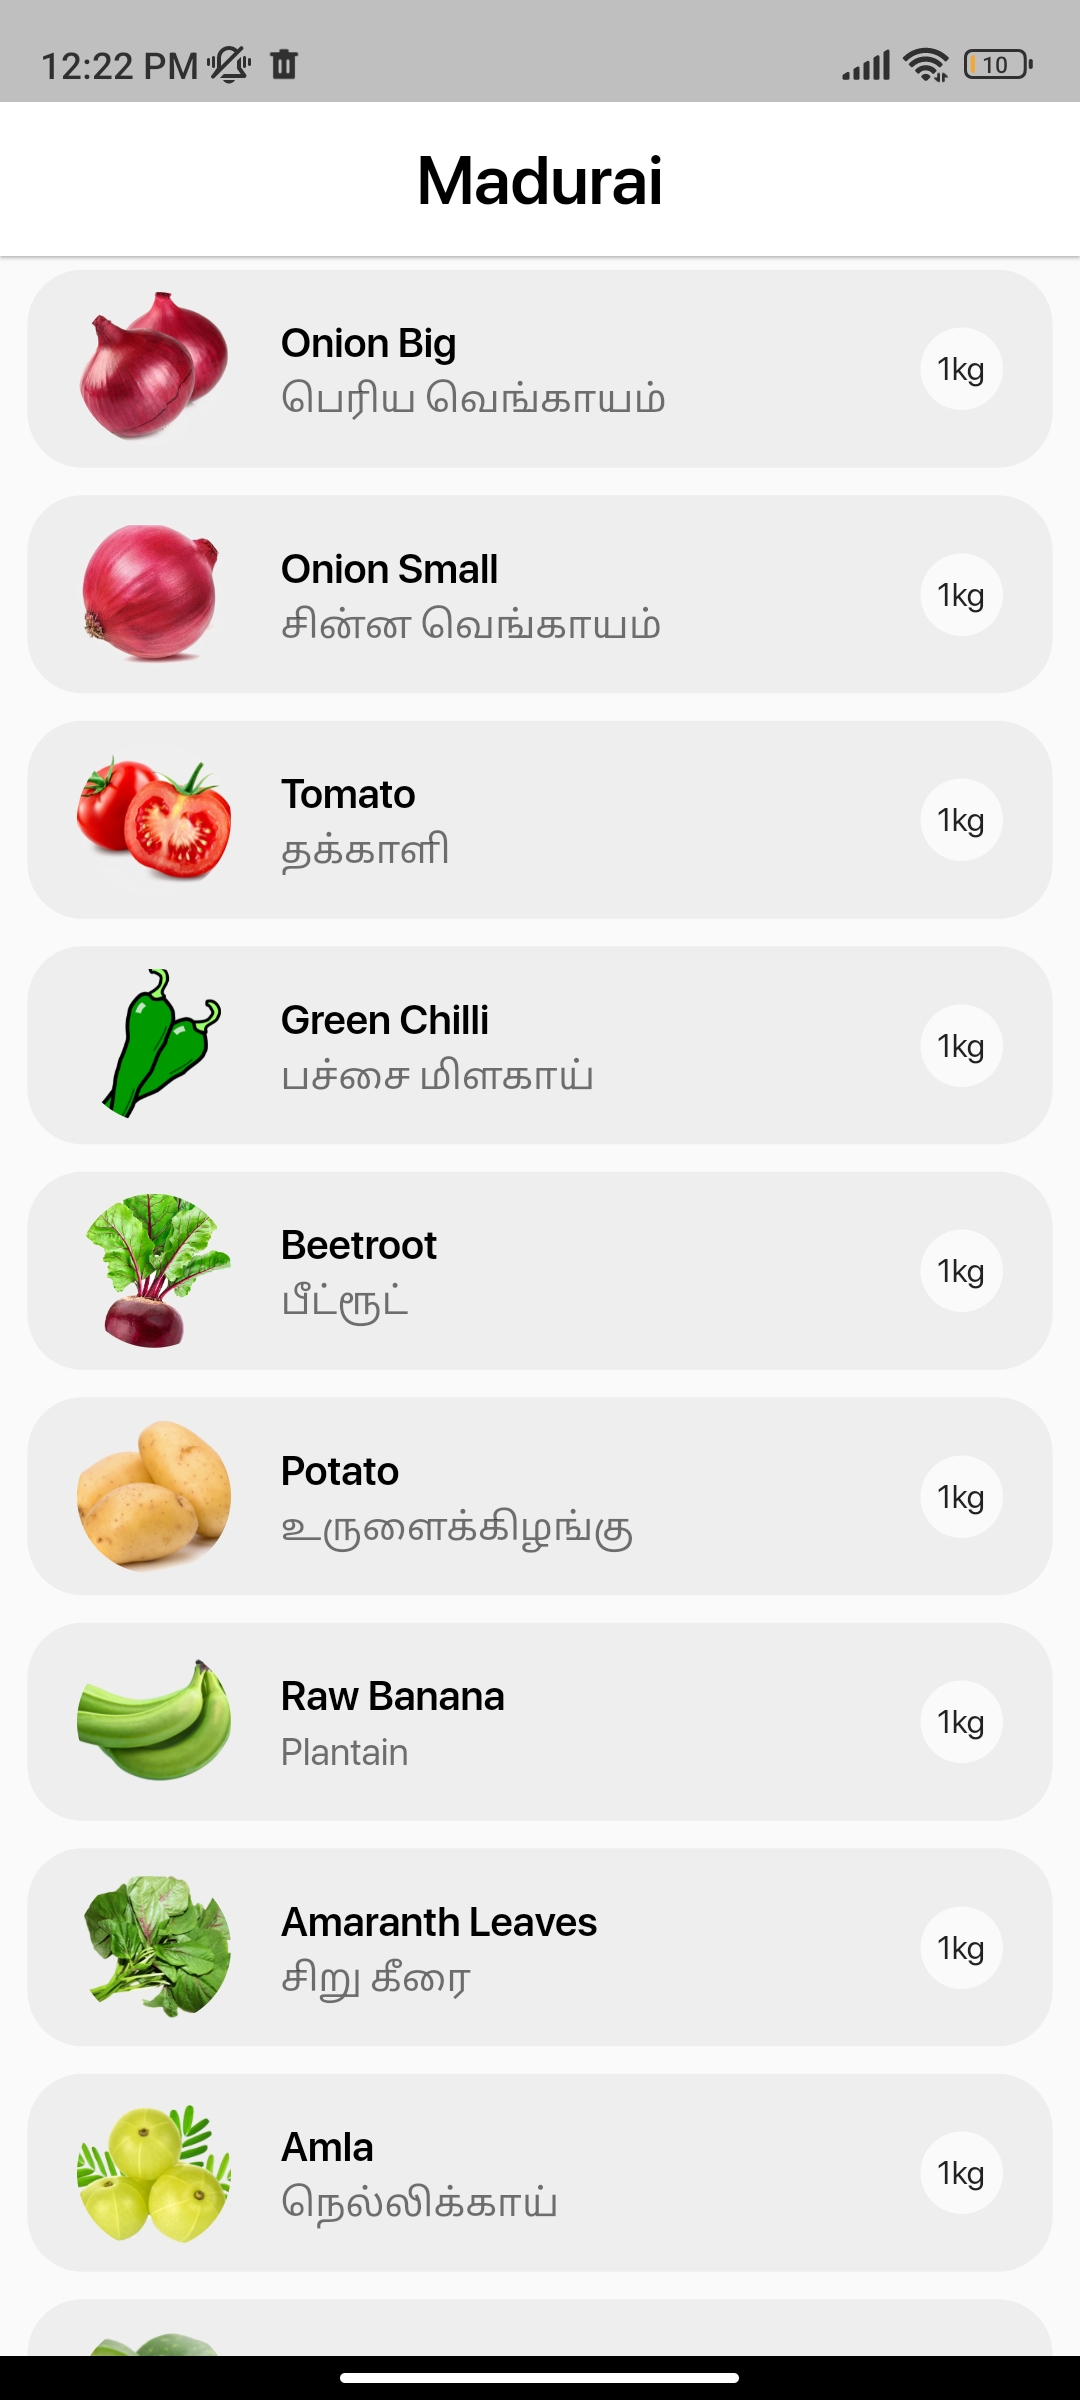 12:22 PM
10
Madurai
Onion Big
பெரிய வெங்காயம்
1kg
Onion Small
சின்ன வெங்காயம்
1kg
Tomato
தக்காளி
1kg
Green Chilli
பச்சை மிளகாய்
1kg
Beetroot
பீட்ரூட்
1kg
Potato
உருளைக்கிழங்கு
1kg
Raw Banana
Plantain
1kg
Amaranth Leaves
சிறு கீரை
1kg
Amla
நெல்லிக்காய்
1kg